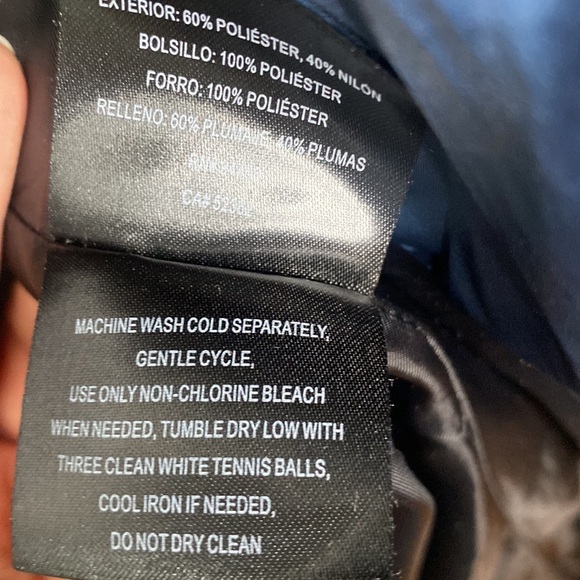 EXTERIOR: 60% POLIÉSTER, 40% NILON
BOLSILLO: 100% POLIÉSTER
FORRO: 100% POLIÉSTER
RELLENO: 60% PLUMAJE, 40% PLUMAS
MACHINE WASH COLD SEPARATELY,
GENTLE CYCLE,
USE ONLY NON-CHLORINE BLEACH
WHEN NEEDED, TUMBLE DRY LOW WITH
THREE CLEAN WHITE TENNIS BALLS,
COOL IRON IF NEEDED,
DO NOT DRY CLEAN